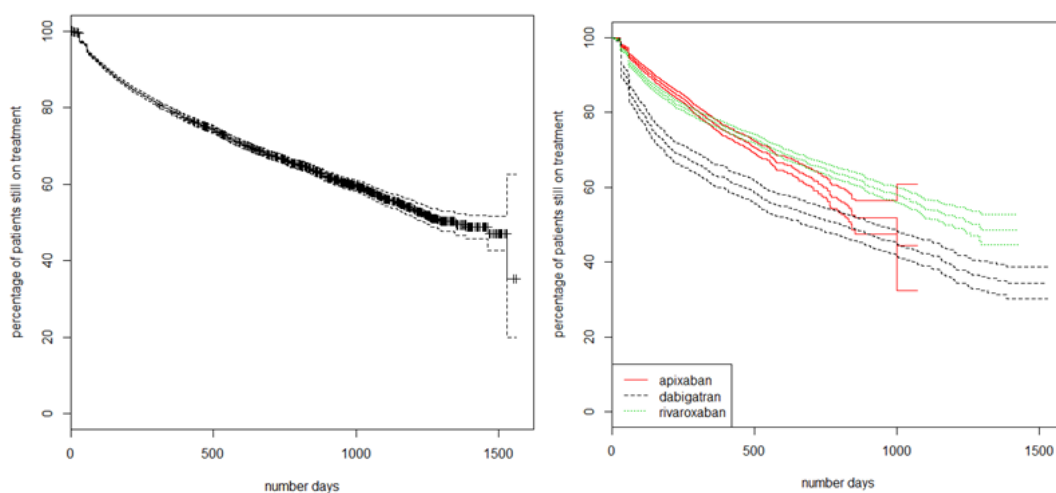 percentage of patients still on treatment
100
80
60
40
20
0
0 500 1000 1500
number days
percentage of patients still on treatment
100
80
60
40
20
0
apixaban
dabigatran
rivaroxaban
0 500 1000 1500
number days